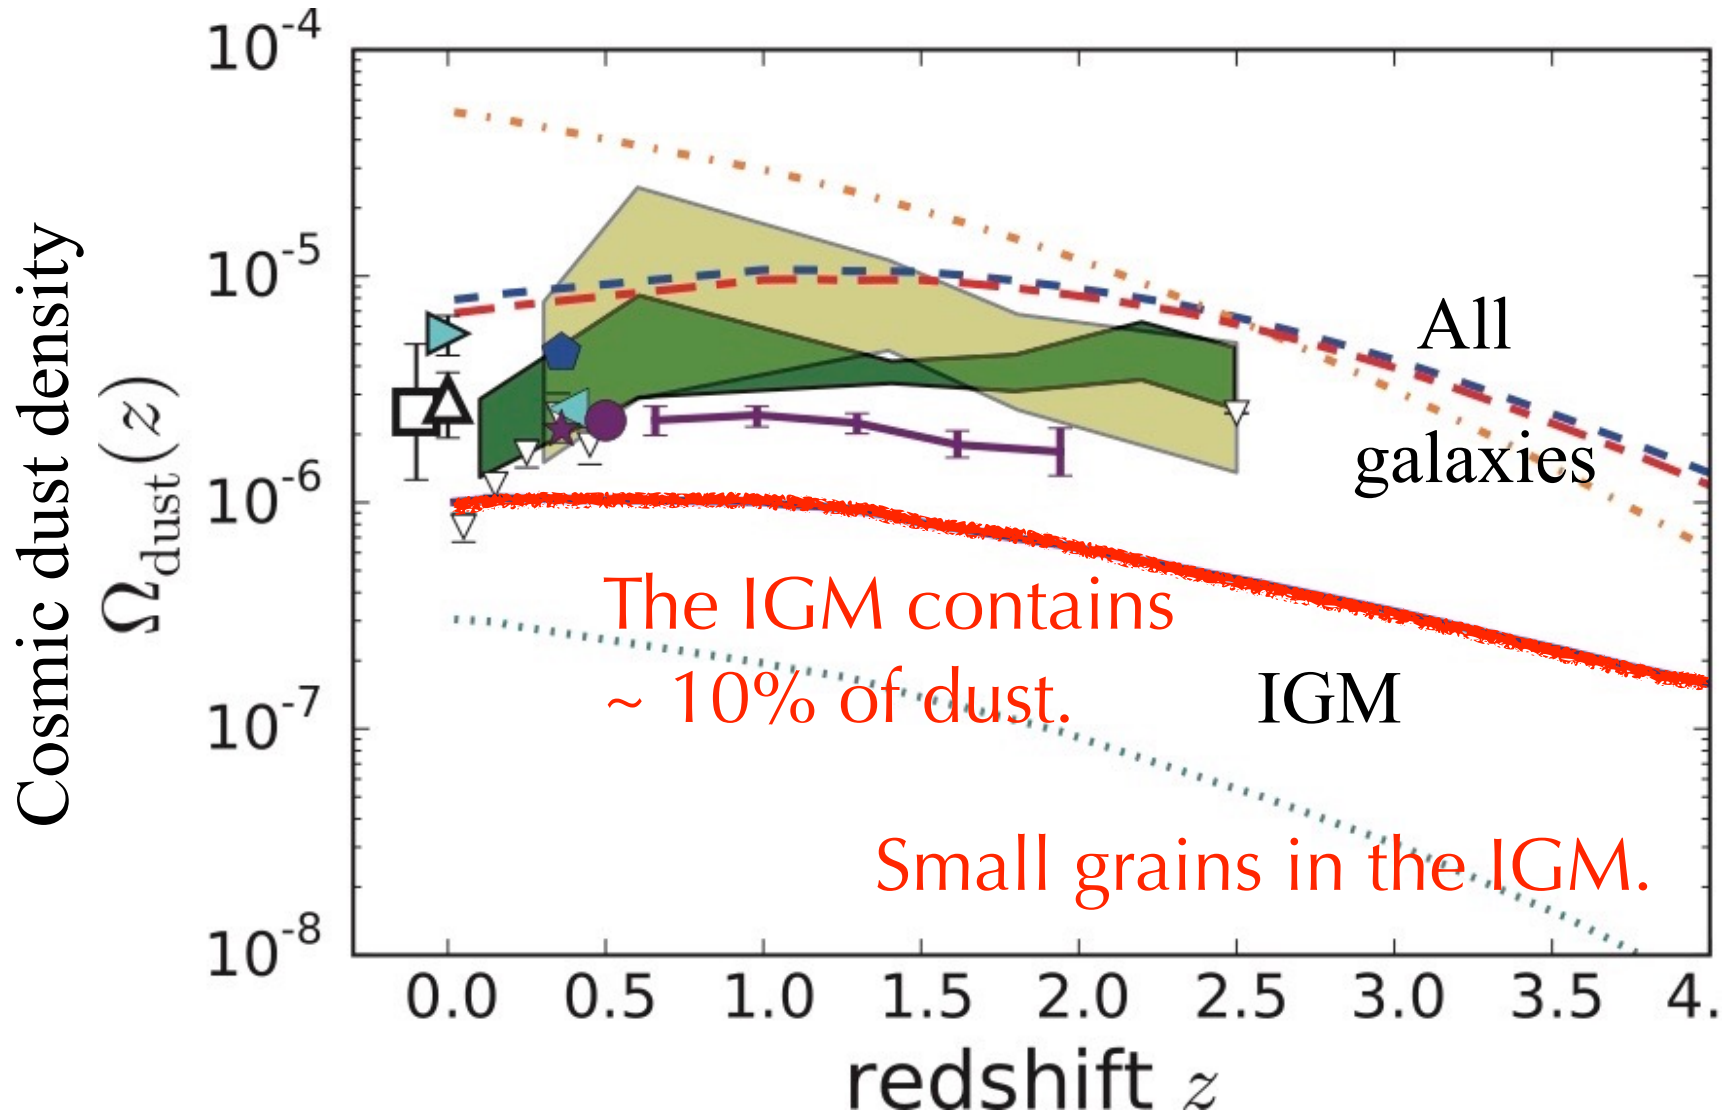 Cosmic dust density
Ω_dust(z)
10^-4
10^-5
10^-6
10^-7
10^-8
All
galaxies
The IGM contains
~ 10% of dust.
IGM
Small grains in the IGM.
0.0 0.5 1.0 1.5 2.0 2.5 3.0 3.5 4.
redshift z